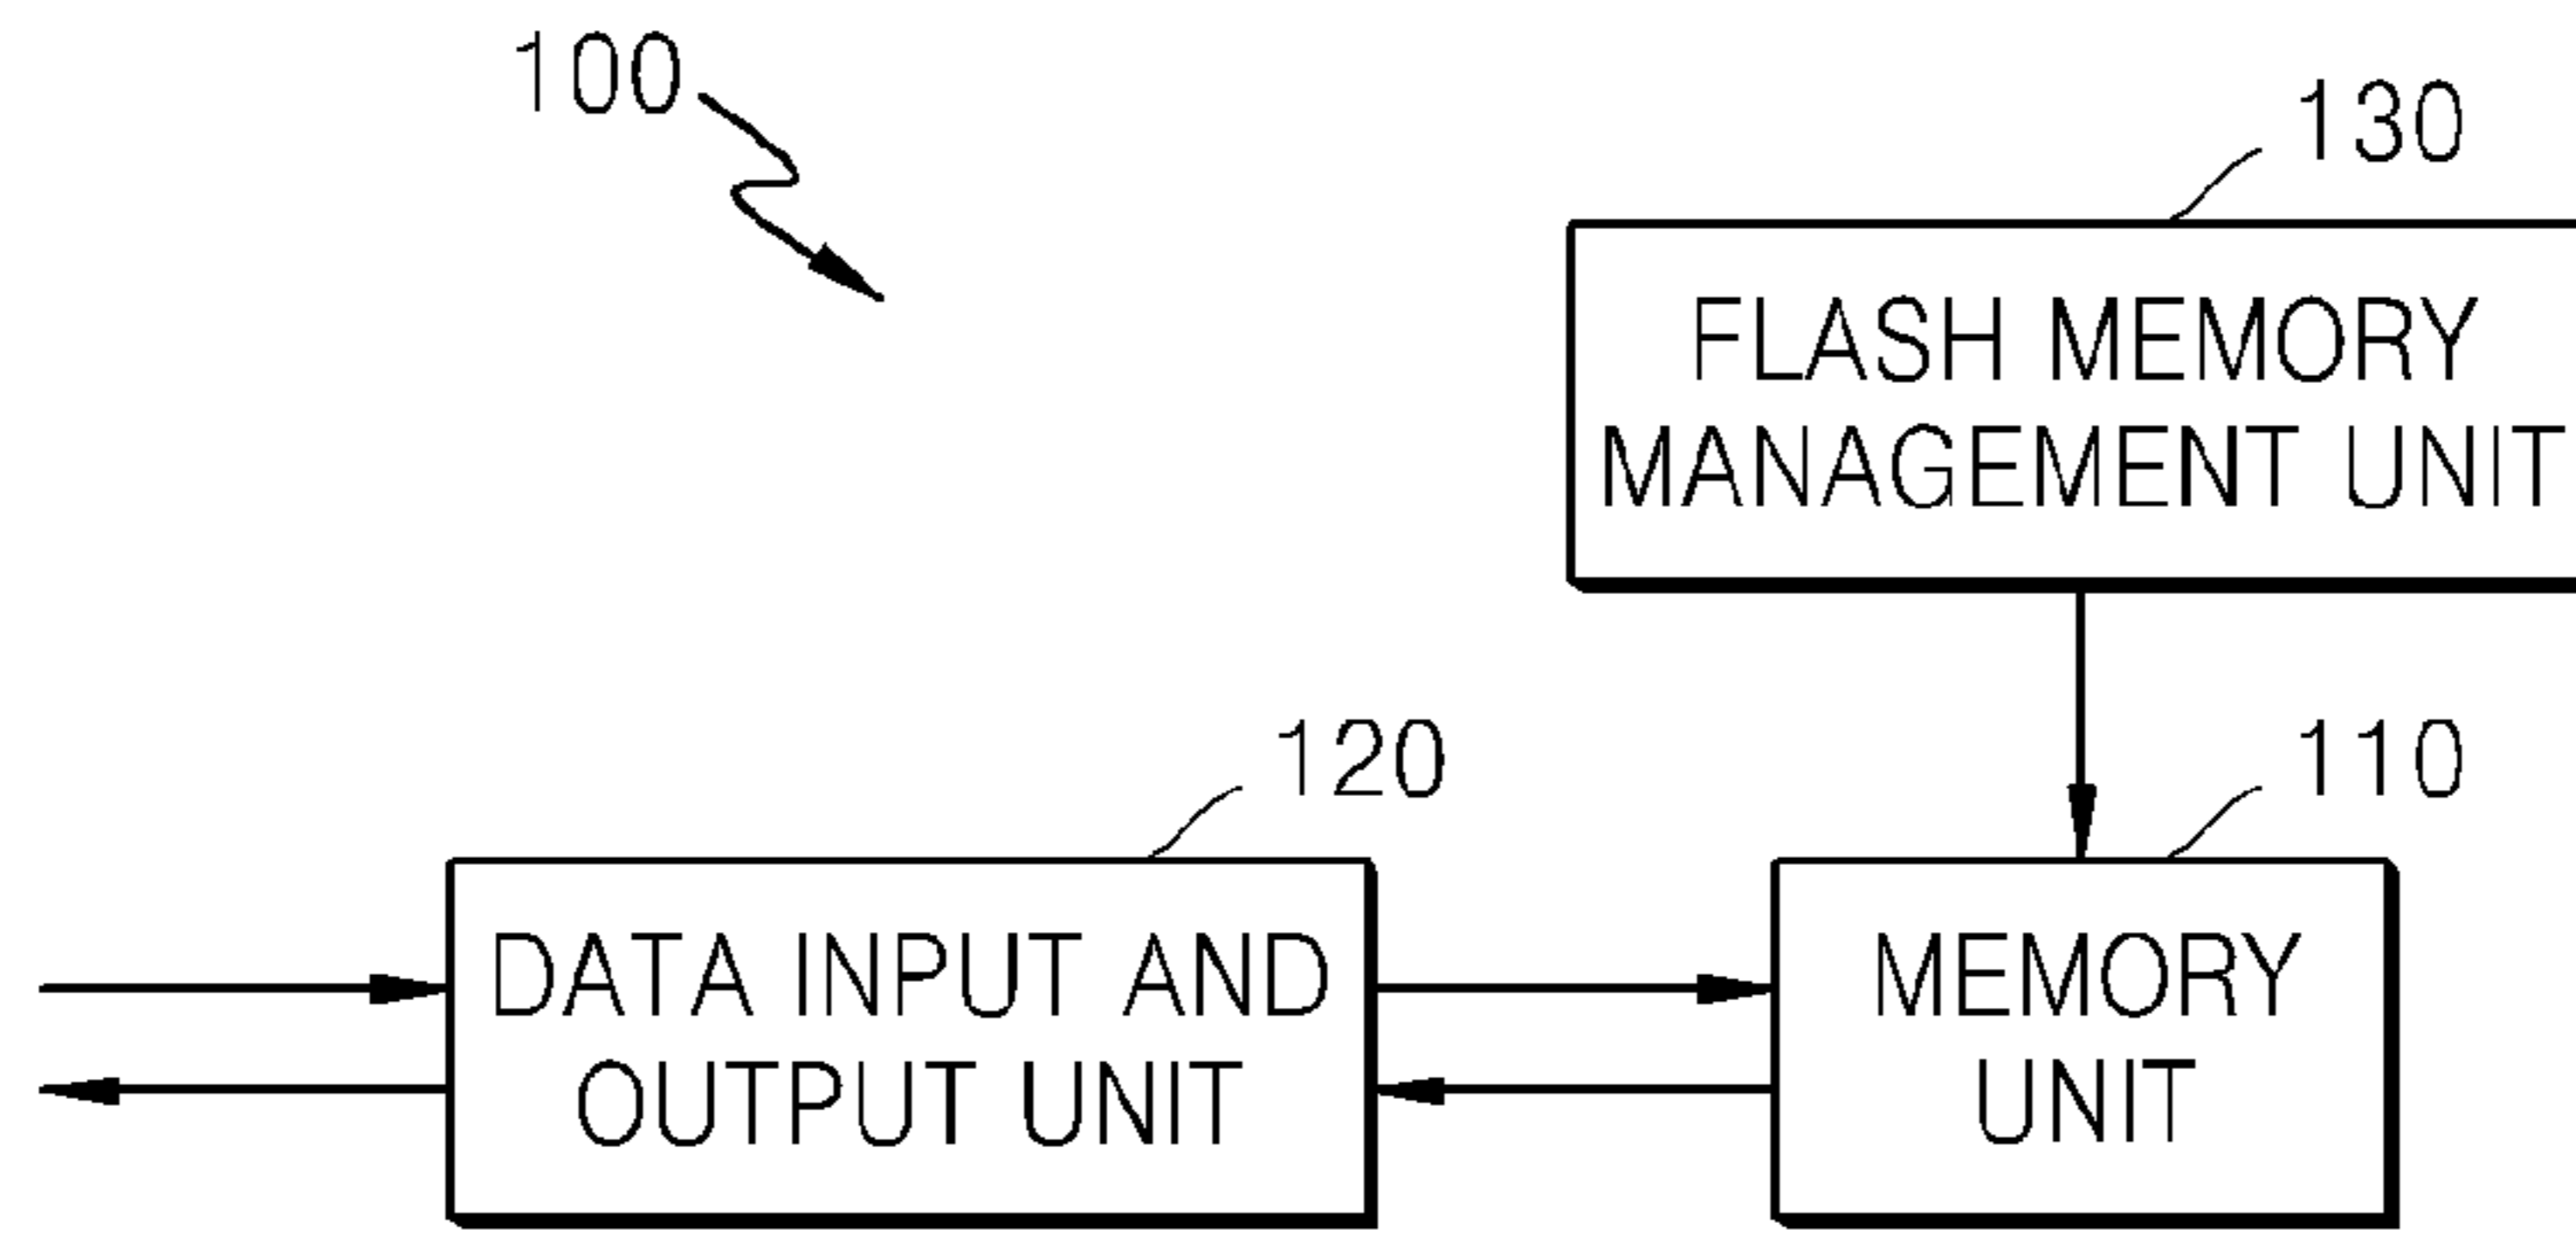 100
130
FLASH MEMORY
MANAGEMENT UNIT
120
110
DATA INPUT AND
OUTPUT UNIT
MEMORY
UNIT